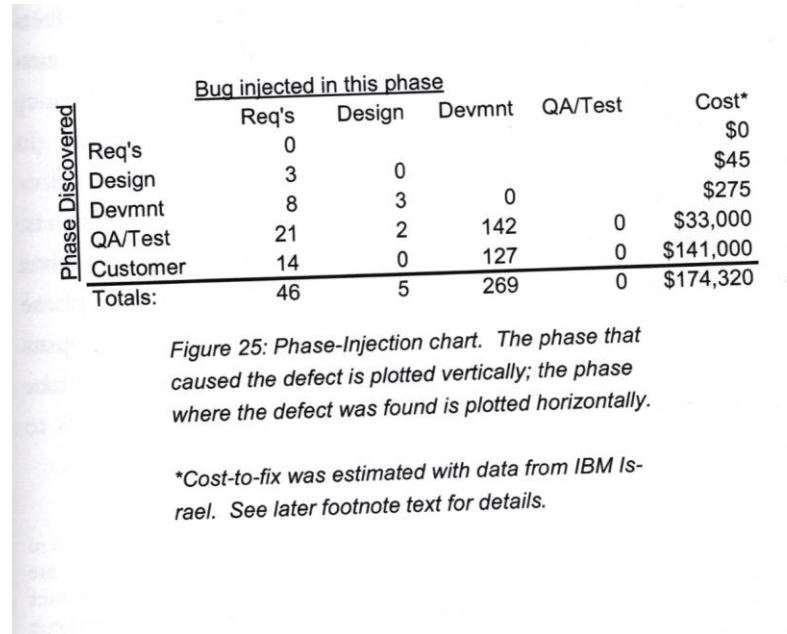 Bug injected in this phase
Phase Discovered
Req's Design Devmnt QA/Test Cost*
Req's 0 $0
Design 3 0 $45
Devmnt 8 3 0 $275
QA/Test 21 2 142 0 $33,000
Customer 14 0 127 0 $141,000
Totals: 46 5 269 0 $174,320
Figure 25: Phase-Injection chart. The phase that
caused the defect is plotted vertically; the phase
where the defect was found is plotted horizontally.
*Cost-to-fix was estimated with data from IBM Is-
rael. See later footnote text for details.